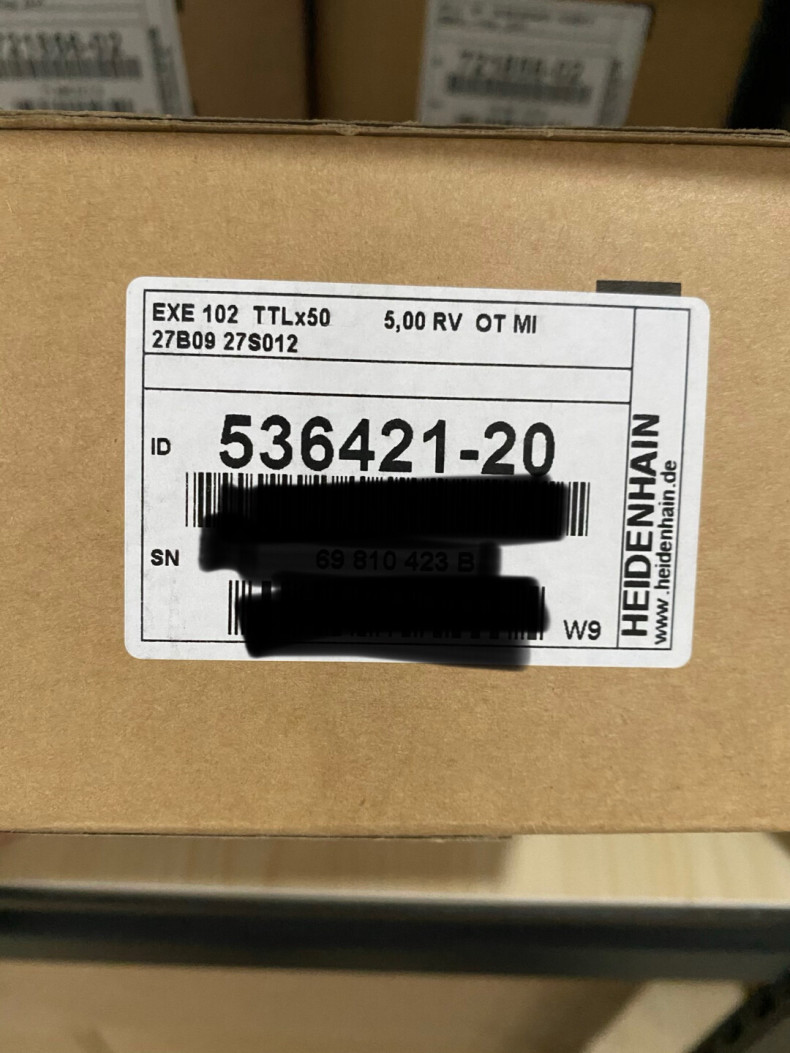 EXE 102 TTLx50 5,00 RV OT MI
27B09 27S012
ID 536421-20
SN 69 810 423 B
W9
HEIDENHAIN
www.heidenhain.de